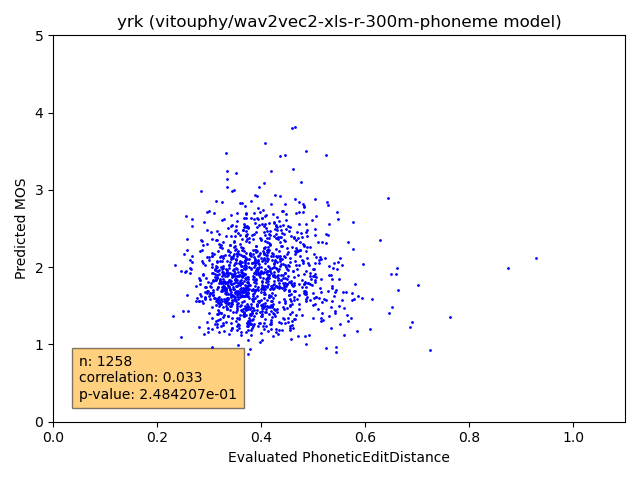 yrk (vitouphy/wav2vec2-xls-r-300m-phoneme model)
5
4
3
2
1
0
Predicted MOS
n: 1258
correlation: 0.033
p-value: 2.484207e-01
0.0 0.2 0.4 0.6 0.8 1.0
Evaluated PhoneticEditDistance